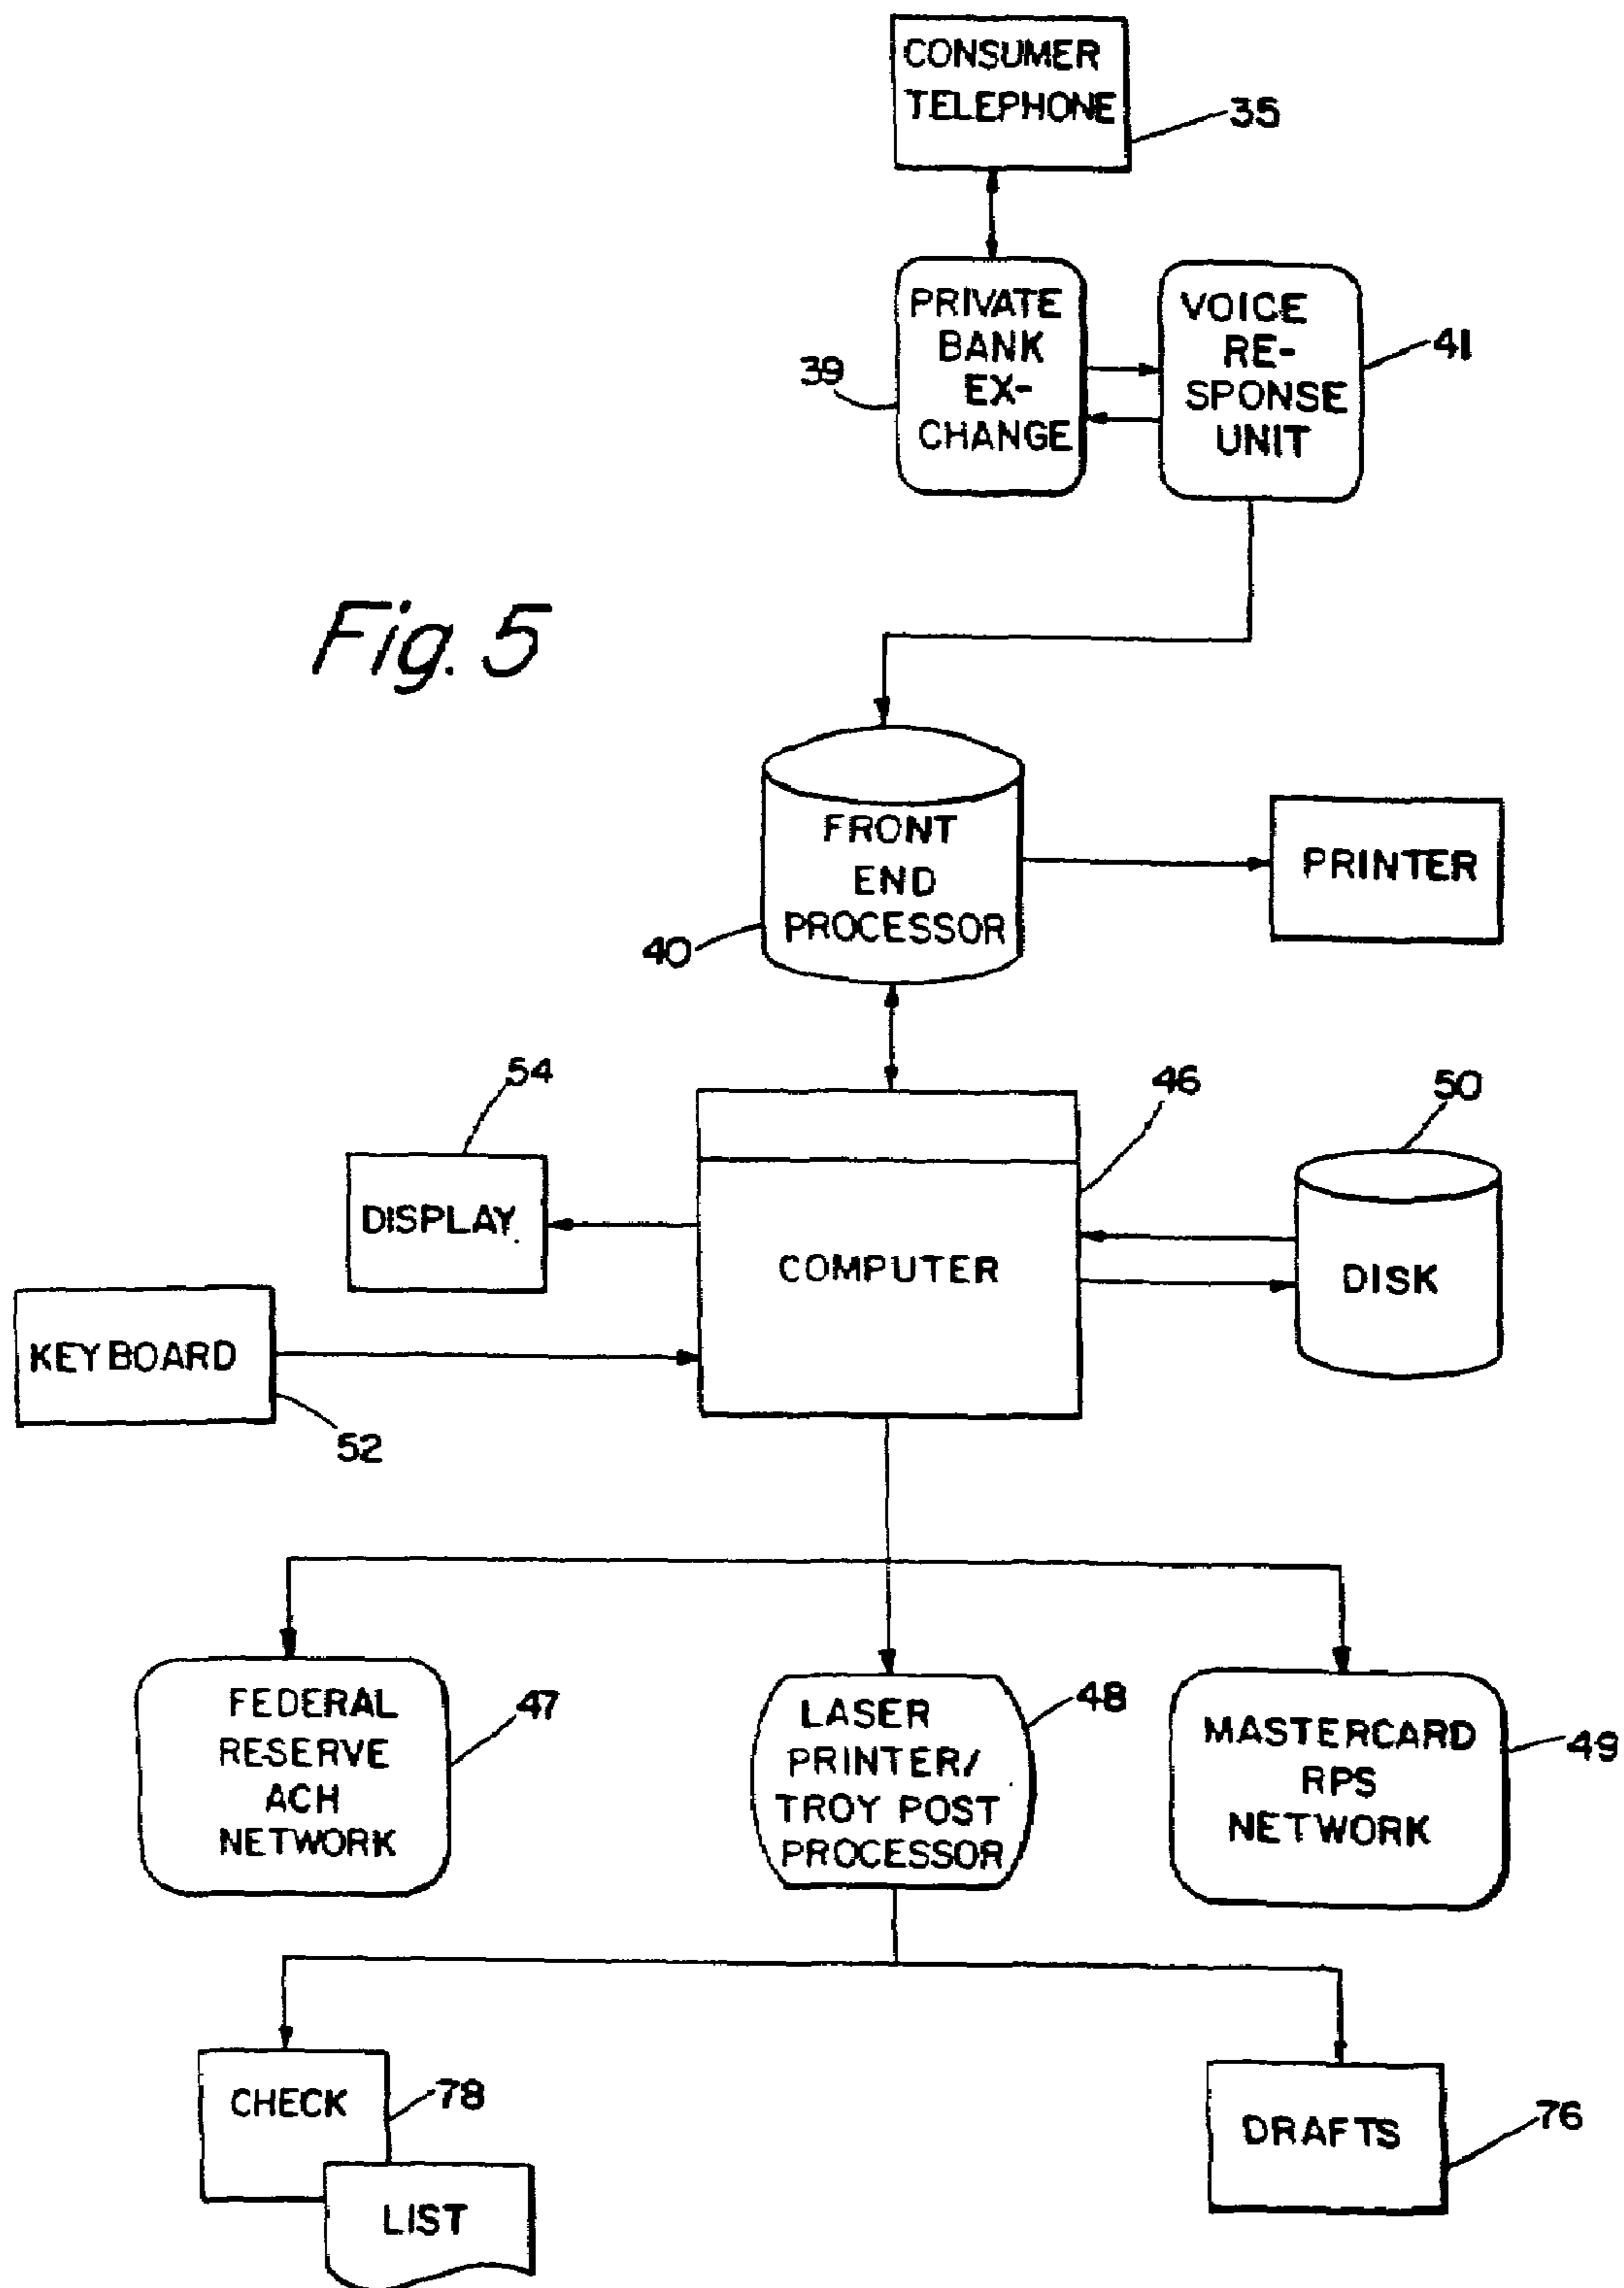 CONSUMER
TELEPHONE
35
PRIVATE
BANK
EX-
CHANGE
39
VOICE
RE-
SPONSE
UNIT
41
Fig. 5
FRONT
END
PROCESSOR
40
PRINTER
54
DISPLAY
46
COMPUTER
50
DISK
KEYBOARD
52
FEDERAL
RESERVE
ACH
NETWORK
47
LASER
PRINTER/
TROY POST
PROCESSOR
48
MASTERCARD
RPS
NETWORK
49
CHECK
78
LIST
DRAFTS
76